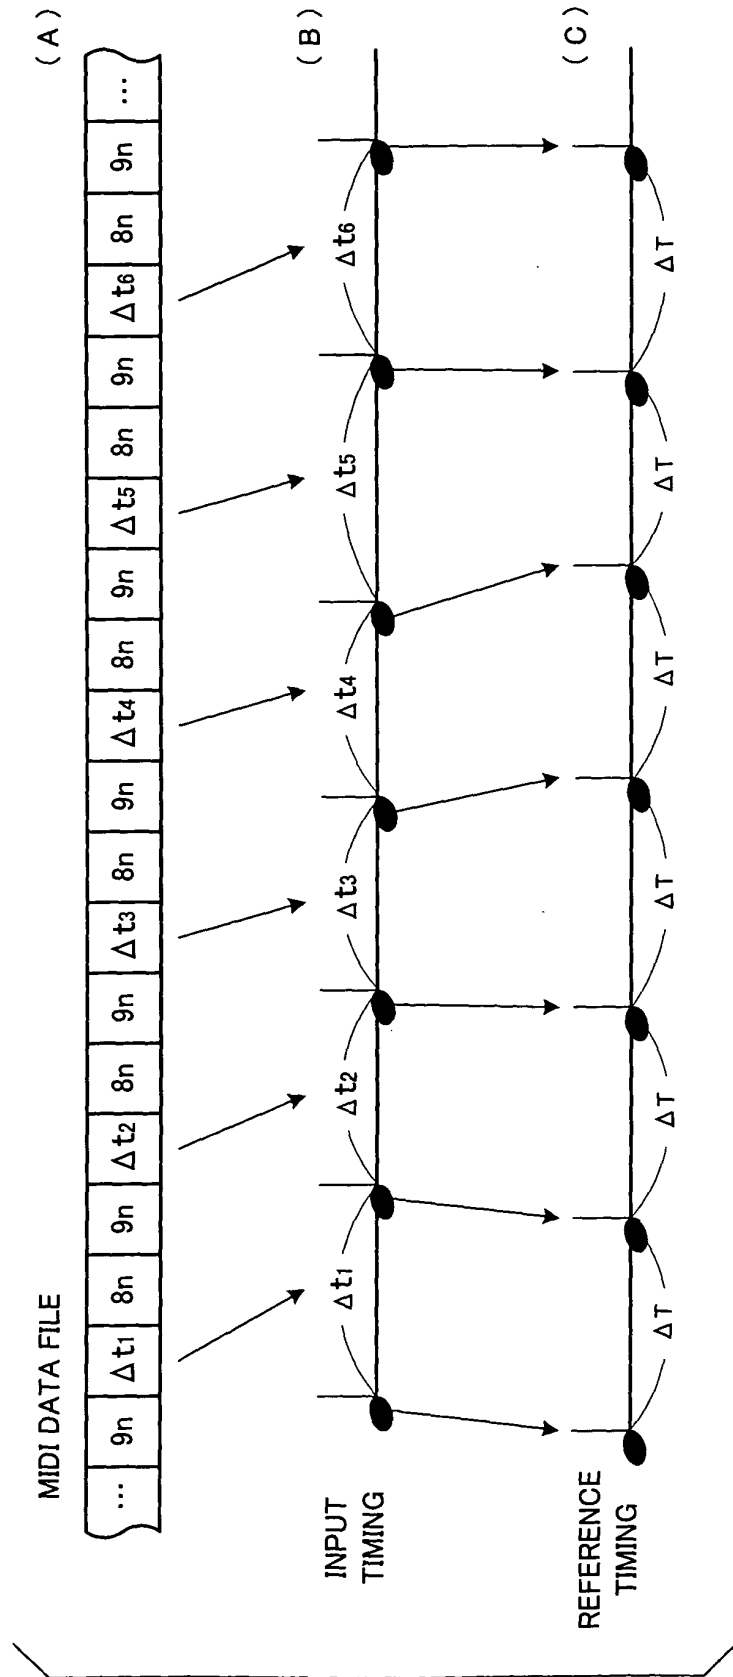 (A)
MIDI DATA FILE
... 9n Δt1 8n 9n Δt2 8n 9n Δt3 8n 9n Δt4 8n 9n Δt5 8n 9n Δt6 8n 9n ...
(B)
INPUT
TIMING
Δt1 Δt2 Δt3 Δt4 Δt5 Δt6
(C)
REFERENCE
TIMING
ΔT ΔT ΔT ΔT ΔT ΔT